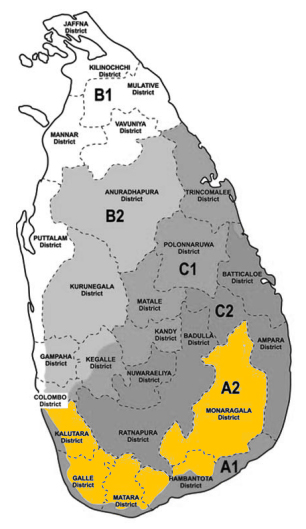 JAFFNA
District
KILINOCHCHI
District
B1
MULATIVE
District
VAVUNIYA
District
MANNAR
District
ANURADHAPURA
District
TRINCOMALEE
District
B2
PUTTALAM
District
POLONNARUWA
District
C1
BATTICALOE
District
KURUNEGALA
District
MATALE
District
C2
KANDY
District
BADULLA
District
AMPARA
District
GAMPAHA
District
KEGALLE
District
NUWARAELIYA
District
COLOMBO
District
A2
MONARAGALA
District
KALUTARA
District
RATNAPURA
District
A1
GALLE
District
HAMBANTOTA
District
MATARA
District